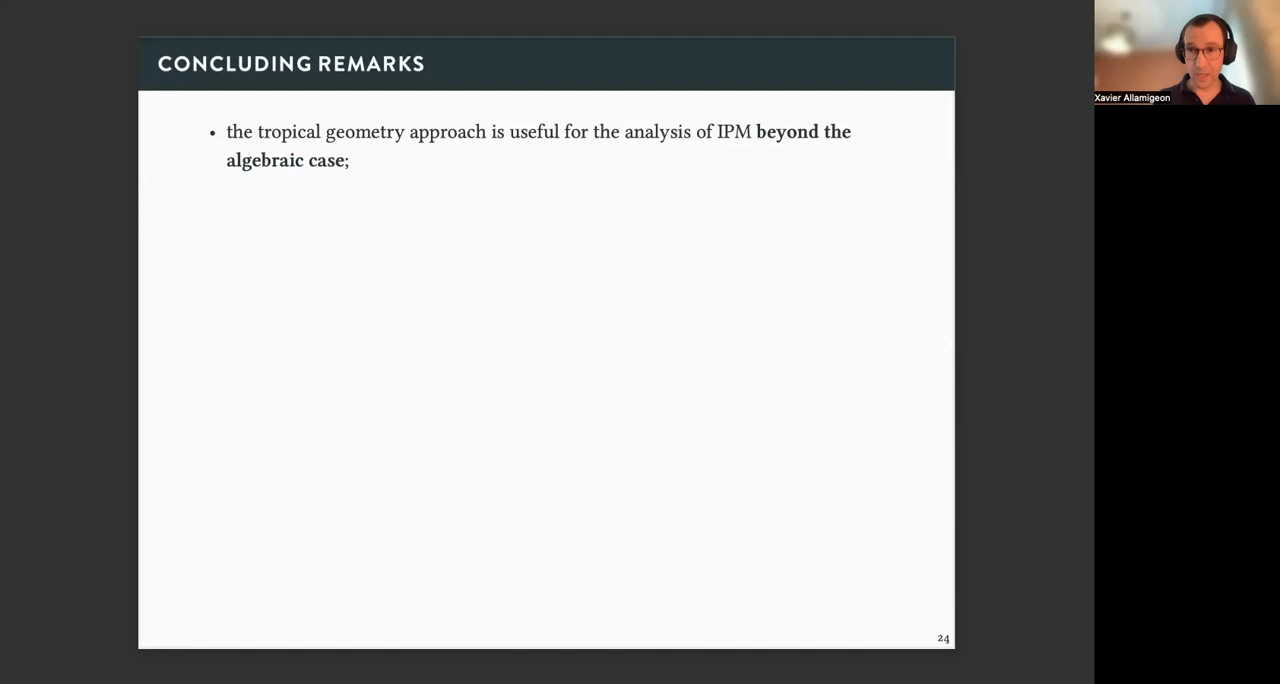 CONCLUDING REMARKS
• the tropical geometry approach is useful for the analysis of IPM beyond the
algebraic case;
24
Xavier Allamigeon